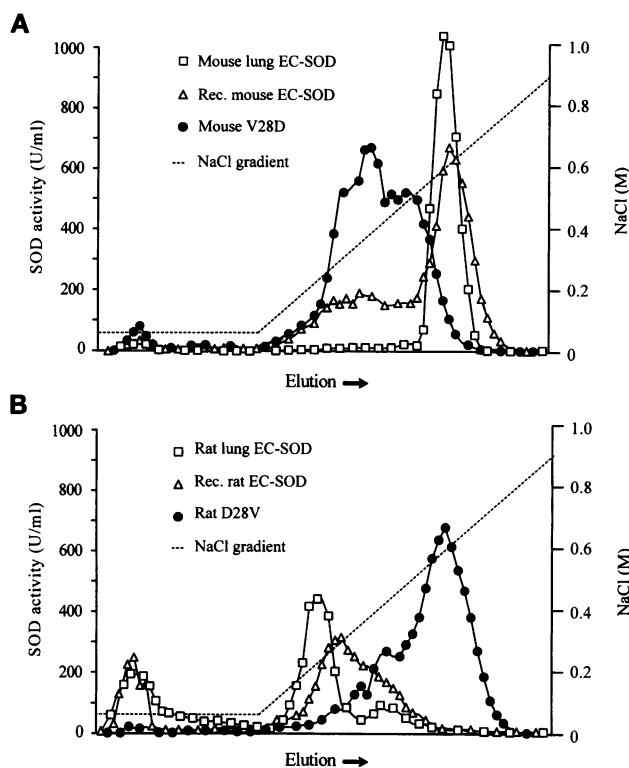 A
1000
800
600
400
200
0
SOD activity (U/ml)
Mouse lung EC-SOD
Rec. mouse EC-SOD
Mouse V28D
NaCl gradient
1.0
0.8
0.6
0.4
0.2
0
NaCl (M)
Elution
B
1000
800
600
400
200
0
SOD activity (U/ml)
Rat lung EC-SOD
Rec. rat EC-SOD
Rat D28V
NaCl gradient
1.0
0.8
0.6
0.4
0.2
0
NaCl (M)
Elution